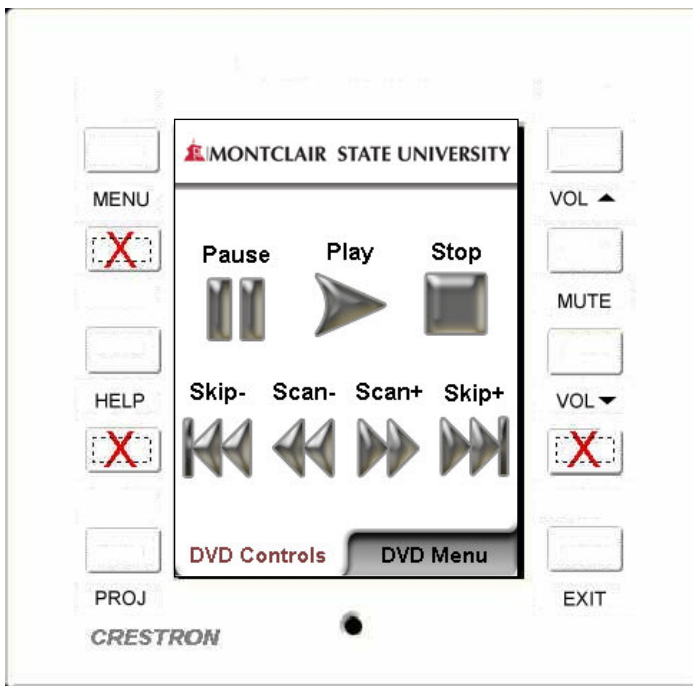 MONTCLAIR STATE UNIVERSITY
MENU
VOL
Pause Play Stop
MUTE
Skip- Scan- Scan+ Skip+
HELP
VOL
DVD Controls DVD Menu
PROJ
EXIT
CRESTRON